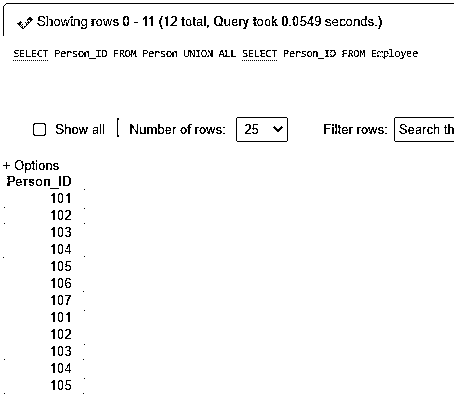 Showing rows 0 - 11 (12 total, Query took 0.0549 seconds.)
SELECT Person_ID FROM Person UNION ALL SELECT Person_ID FROM Employee
Show all Number of rows: 25 Filter rows: Search th
+ Options
Person_ID
101
102
103
104
105
106
107
101
102
103
104
105